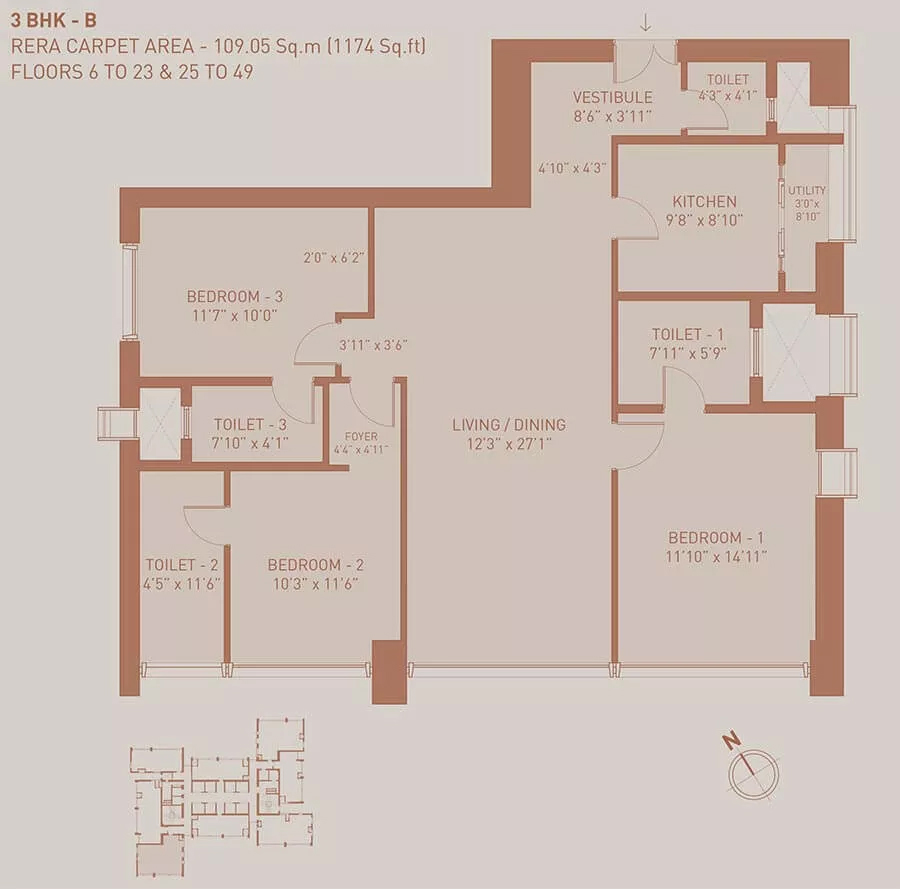 3 BHK - B
RERA CARPET AREA - 109.05 Sq.m (1174 Sq.ft)
FLOORS 6 TO 23 & 25 TO 49
TOILET
4'3" x 4'1"
VESTIBULE
8'6" x 3'11"
4'10" x 4'3"
KITCHEN
9'8" x 8'10"
UTILITY
3'0"x
8'10"
2'0" x 6'2"
BEDROOM - 3
11'7" x 10'0"
3'11" x 3'6"
TOILET - 1
7'11" x 5'9"
TOILET - 3
7'10" x 4'1"
FOYER
4'4" x 4'11"
LIVING / DINING
12'3" x 27'1"
BEDROOM - 1
11'10" x 14'11"
TOILET - 2
4'5" x 11'6"
BEDROOM - 2
10'3" x 11'6"
N